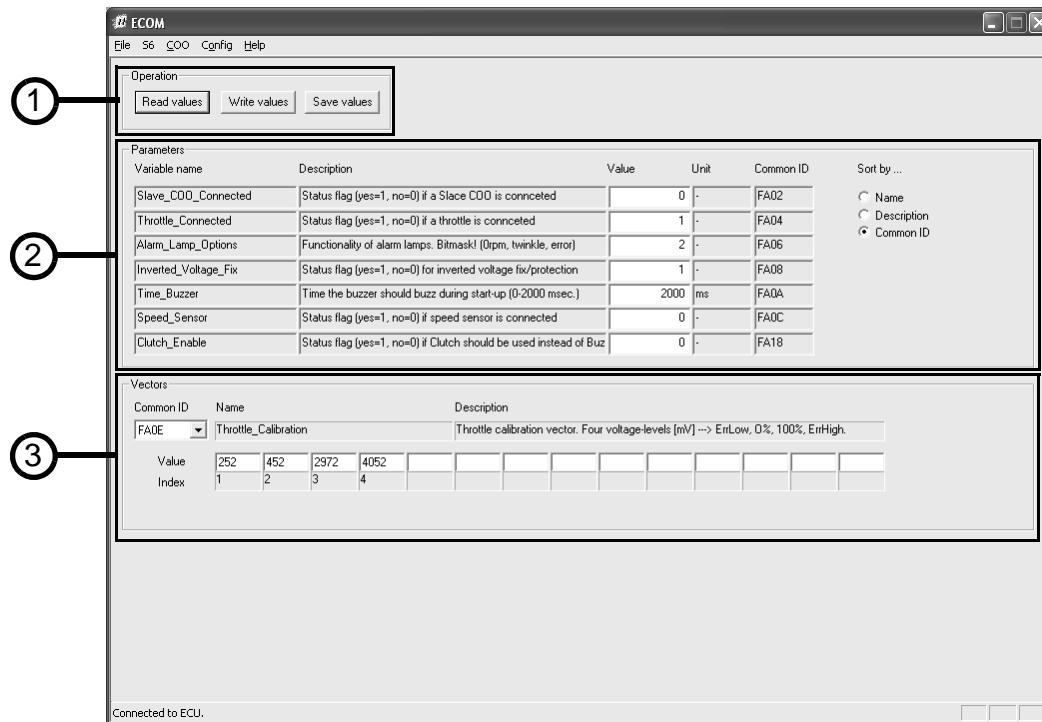 ECOM
File S6 COO Config Help
1
Operation
Read values Write values Save values
2
Parameters
Variable name Description Value Unit Common ID Sort by ...
Slave_COO_Connected Status flag (yes=1, no=0) if a Slace COO is connceted 0 - FA02 Name
Throttle_Connected Status flag (yes=1, no=0) if a throttle is connceted 1 - FA04 Description
Alarm_Lamp_Options Functionality of alarm lamps. Bitmask! (0rpm, twinkle, error) 2 - FA06 Common ID
Inverted_Voltage_Fix Status flag (yes=1, no=0) for inverted voltage fix/protection 1 - FA08
Time_Buzzer Time the buzzer should buzz during start-up (0-2000 msec.) 2000 ms FA0A
Speed_Sensor Status flag (yes=1, no=0) if speed sensor is connected 0 - FA0C
Clutch_Enable Status flag (yes=1, no=0) if Clutch should be used instead of Buz 0 - FA18
3
Vectors
Common ID Name Description
FA0E Throttle_Calibration Throttle calibration vector. Four voltage-levels [mV] ---> ErrLow, 0%, 100%, ErrHigh.
Value 252 452 2972 4052
Index 1 2 3 4
Connected to ECU.